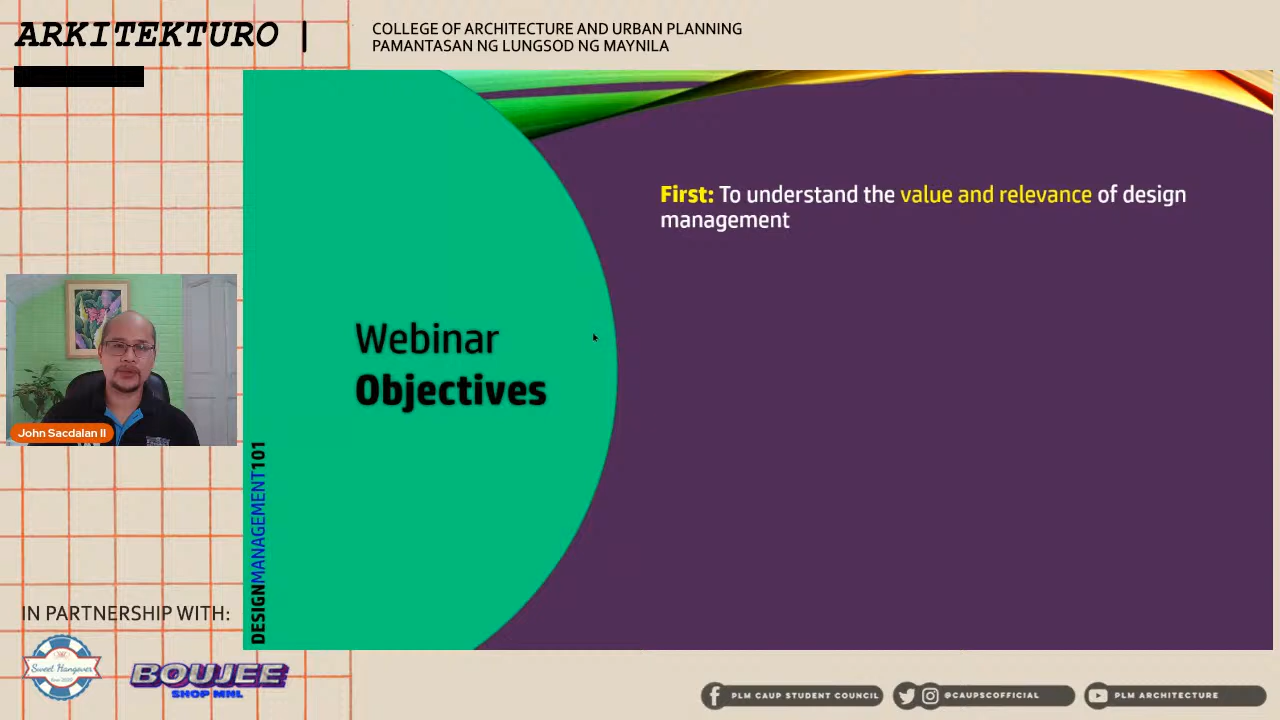 ARKITEKTURO |
COLLEGE OF ARCHITECTURE AND URBAN PLANNING
PAMANTASAN NG LUNGSOD NG MAYNILA
First: To understand the value and relevance of design
management
Webinar
Objectives
John Sacdalan II
DESIGNMANAGEMENT101
IN PARTNERSHIP WITH:
Sweet Hangover
BOUJEE
SHOP MNL
PLM CAUP STUDENT COUNCIL
@CAUPSCOFFICIAL
PLM ARCHITECTURE